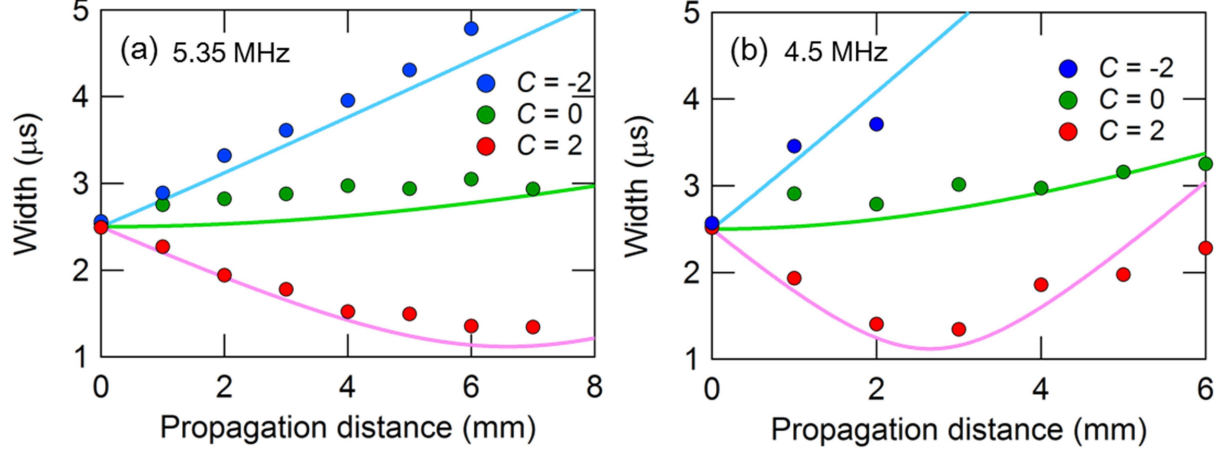 (a) 5.35 MHz
C = -2
C = 0
C = 2
Width (μs)
5
4
3
2
1
0
2
4
6
8
Propagation distance (mm)
(b) 4.5 MHz
C = -2
C = 0
C = 2
Width (μs)
5
4
3
2
1
0
2
4
6
Propagation distance (mm)